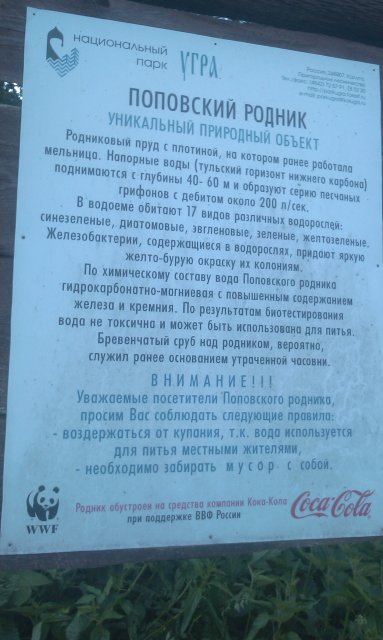 национальный
парк УГРА
ПОПОВСКИЙ РОДНИК
УНИКАЛЬНЫЙ ПРИРОДНЫЙ ОБЪЕКТ
Родниковый пруд с плотиной, на котором ранее работала
мельница. Напорные воды (тульский горизонт нижнего карбона)
поднимаются с глубины 40- 60 м и образуют серию песчаных
грифонов с дебитом около 200 л/сек.
В водоеме обитают 17 видов различных водорослей:
синезеленые, диатомовые, эвгленовые, зеленые, желтозеленые.
Железобактерии, содержащиеся в водорослях, придают яркую
желто-бурую окраску их колониям.
По химическому составу вода Поповского родника
гидрокарбонатно-магниевая с повышенным содержанием
железа и кремния. По результатам биотестирования
вода не токсична и может быть использована для питья.
Бревенчатый сруб над родником, вероятно,
служил ранее основанием утраченной часовни.
ВНИМАНИЕ!!!
Уважаемые посетители Поповского родника,
просим Вас соблюдать следующие правила:
- воздержаться от купания, т.к. вода используется
для питья местными жителями,
- необходимо забирать мусор с собой.
WWF
Родник обустроен на средства компании Кока-Кола
при поддержке ВВФ России
Coca-Cola